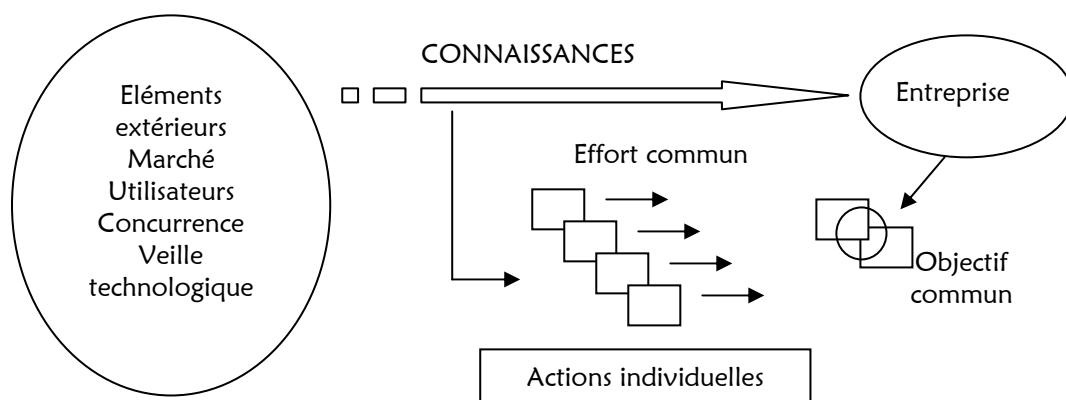 CONNAISSANCES
Eléments
extérieurs
Marché
Utilisateurs
Concurrence
Veille
technologique
Entreprise
Effort commun
Objectif
commun
Actions individuelles